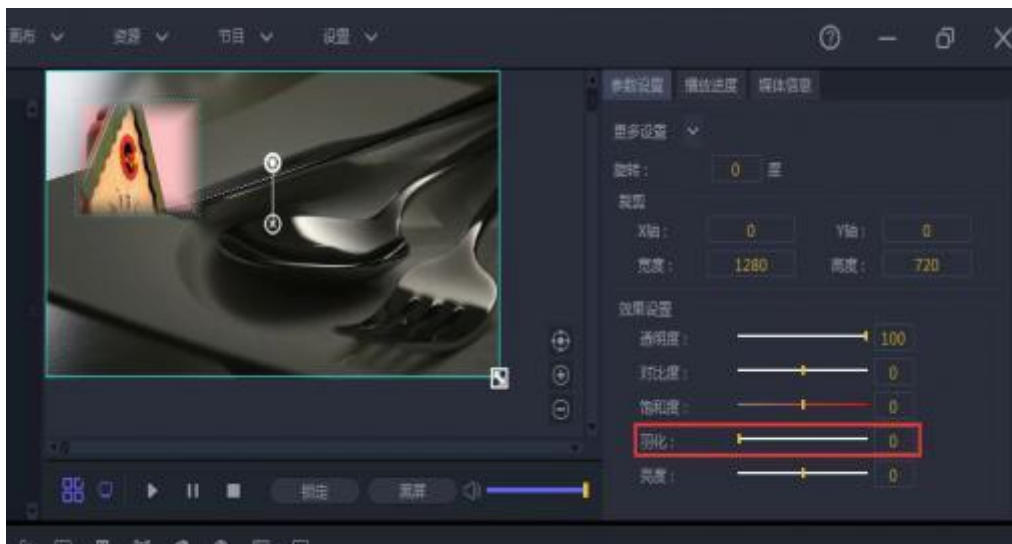 画布 资源 节目 设置
参数设置 播放进度 媒体信息
更多设置
旋转： 0 度
裁剪
X轴： 0 Y轴： 0
宽度： 1280 高度： 720
效果设置
透明度： 100
对比度： 0
饱和度： 0
羽化： 0
亮度： 0
锁定 黑屏